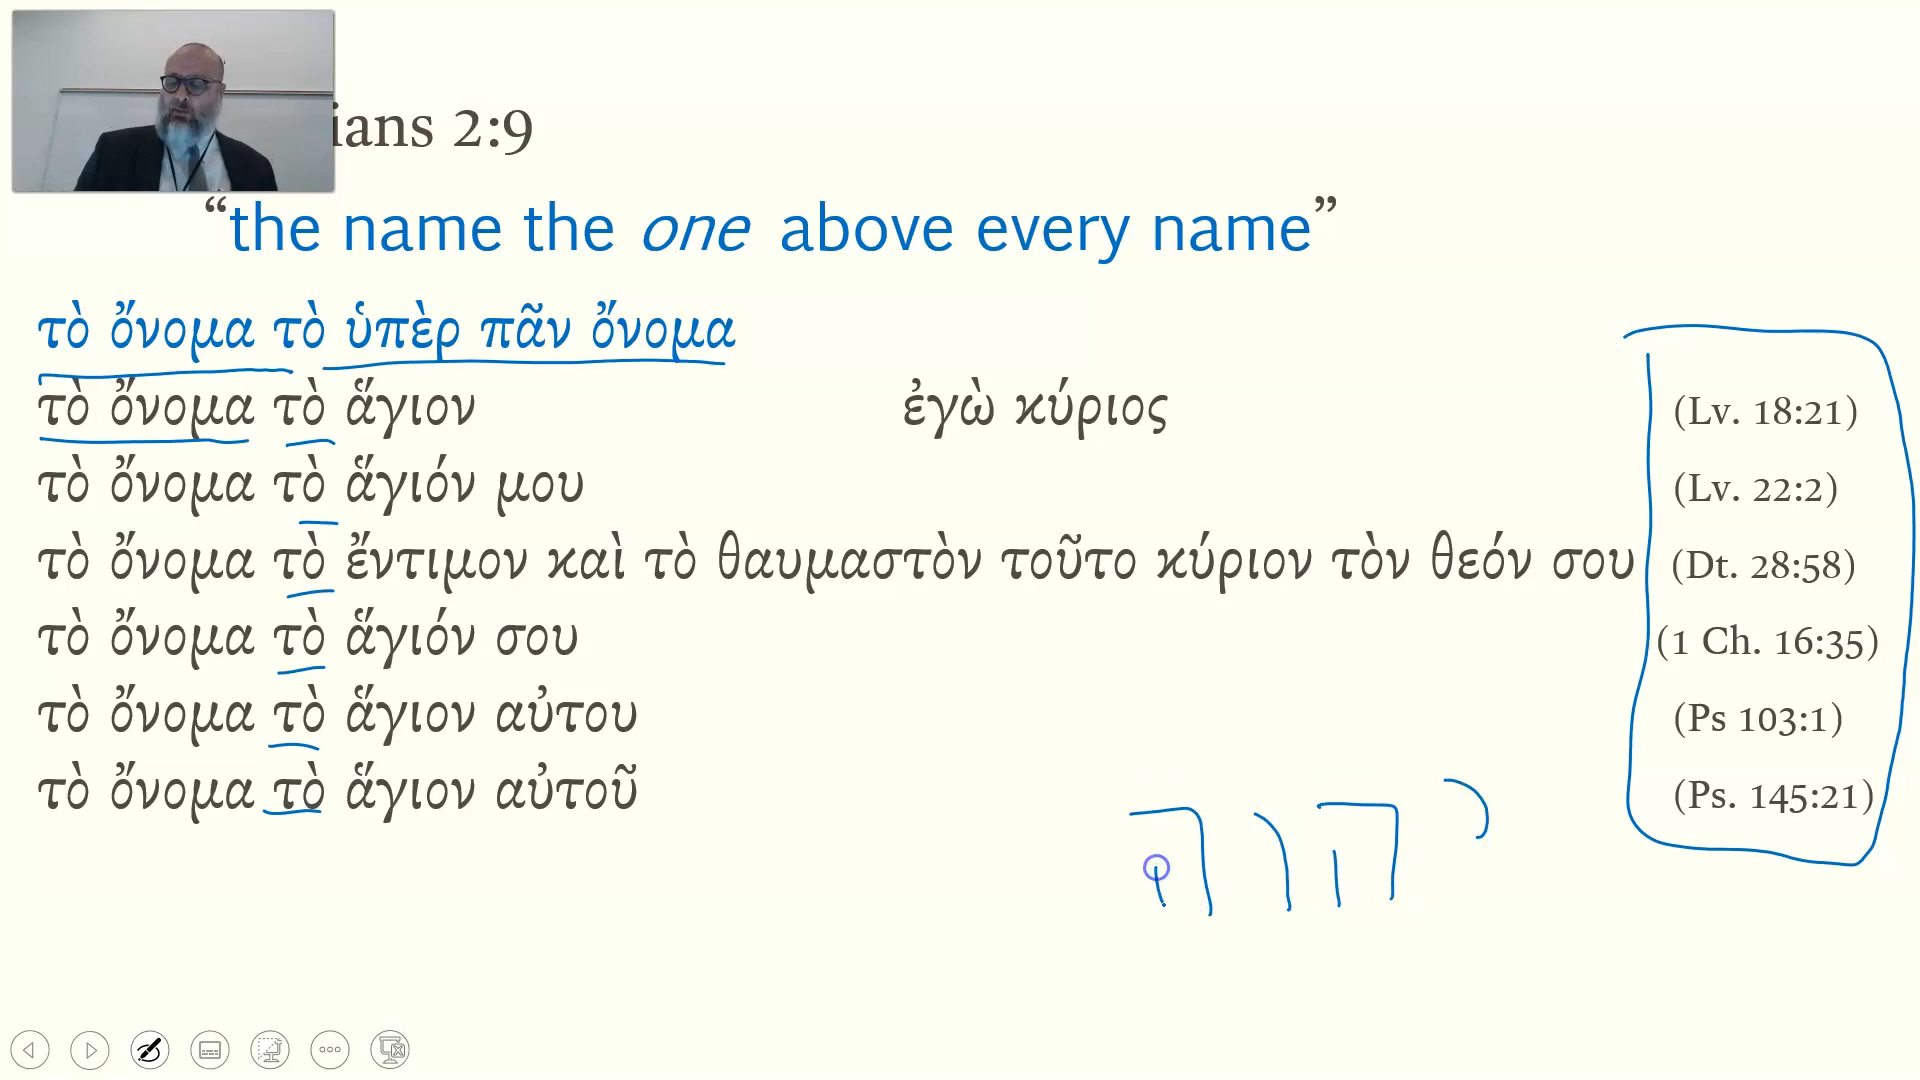 ians 2:9
“the name the one above every name”
τὸ ὄνομα τὸ ὑπὲρ πᾶν ὄνομα
τὸ ὄνομα τὸ ἅγιον ἐγὼ κύριος (Lv. 18:21)
τὸ ὄνομα τὸ ἅγιόν μου (Lv. 22:2)
τὸ ὄνομα τὸ ἔντιμον καὶ τὸ θαυμαστὸν τοῦτο κύριον τὸν θεόν σου (Dt. 28:58)
τὸ ὄνομα τὸ ἅγιόν σου (1 Ch. 16:35)
τὸ ὄνομα τὸ ἅγιον αὐτου (Ps 103:1)
τὸ ὄνομα τὸ ἅγιον αὐτοῦ (Ps. 145:21)
יהוה